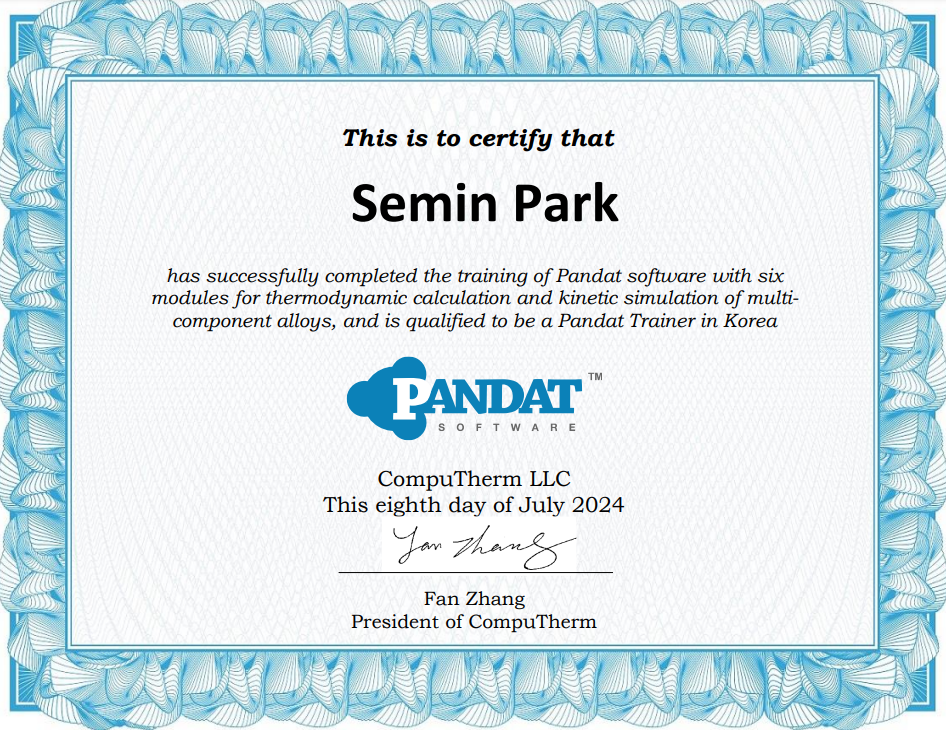 This is to certify that
Semin Park
has successfully completed the training of Pandat software with six
modules for thermodynamic calculation and kinetic simulation of multi-
component alloys, and is qualified to be a Pandat Trainer in Korea
PANDAT™
SOFTWARE
CompuTherm LLC
This eighth day of July 2024
Fan Zhang
Fan Zhang
President of CompuTherm